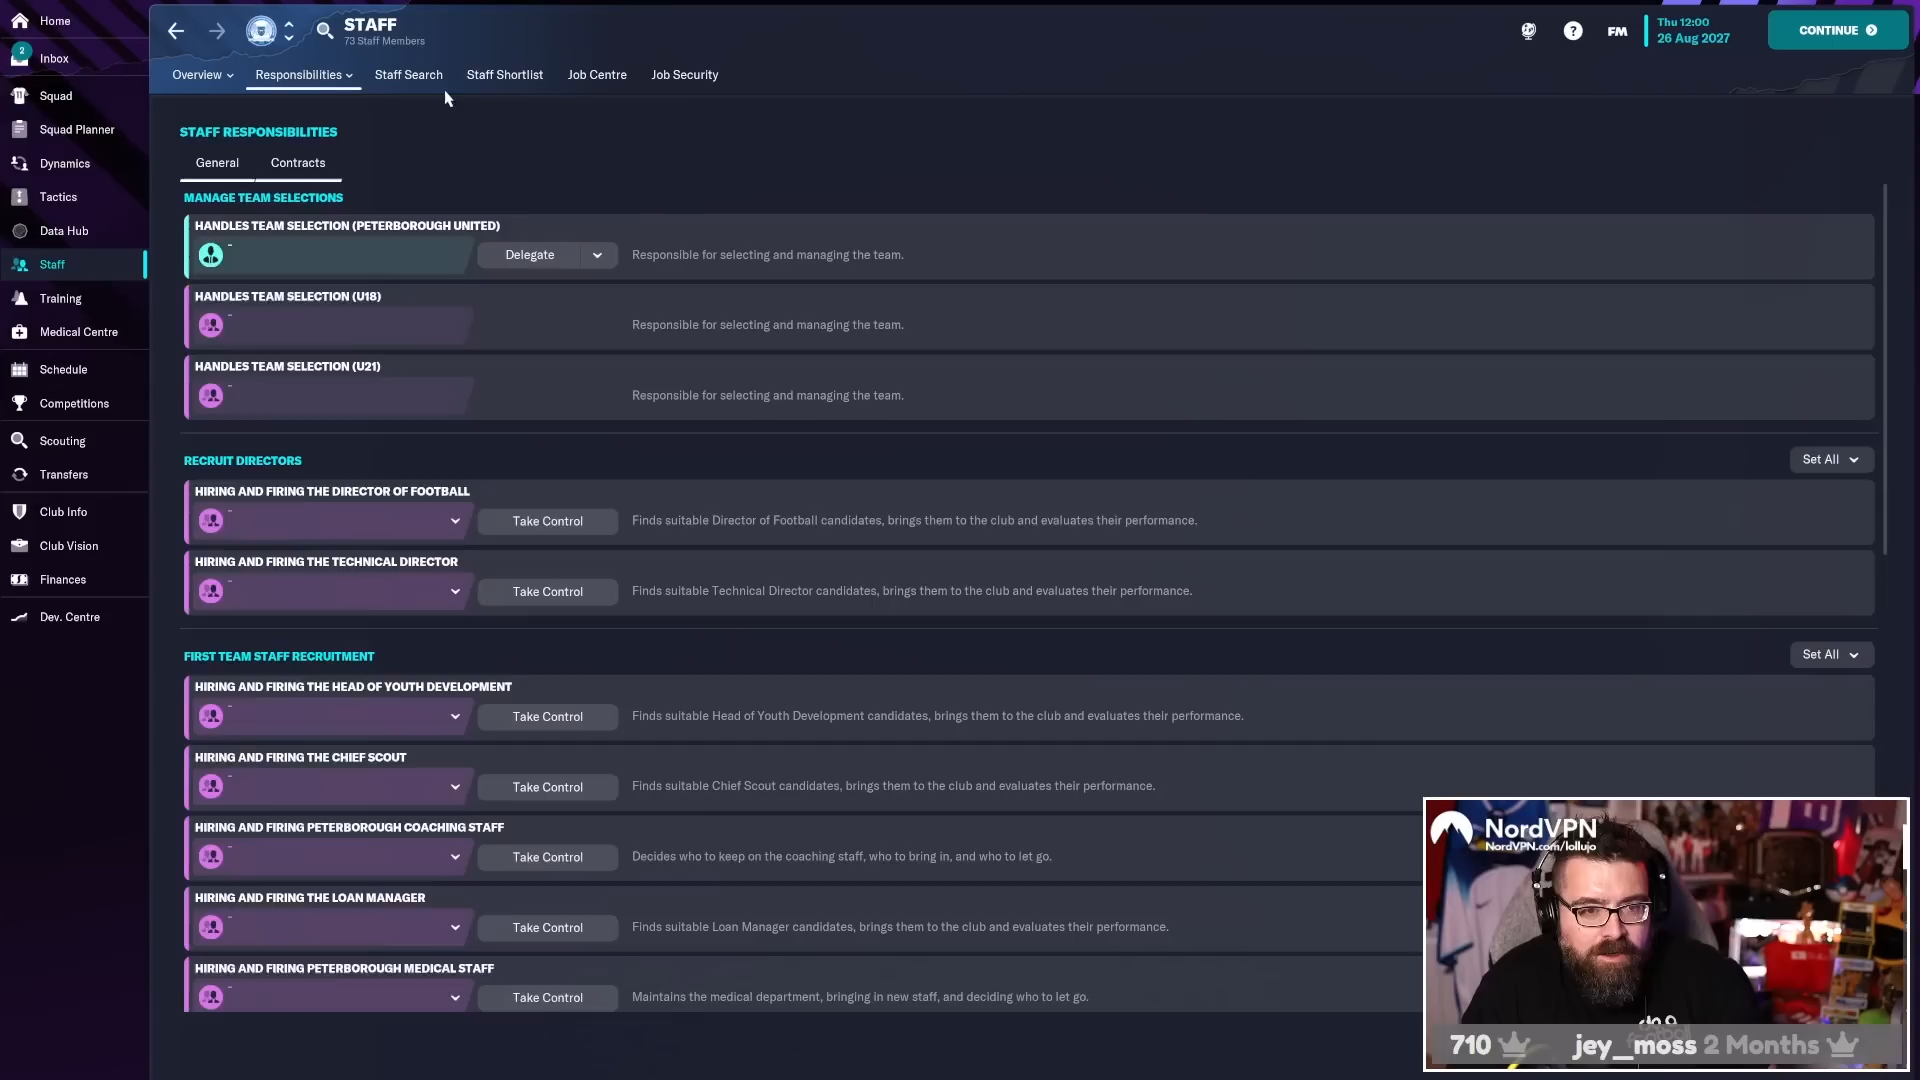 Home
2
Inbox
Squad
Squad Planner
Dynamics
Tactics
Data Hub
Staff
Training
Medical Centre
Schedule
Competitions
Scouting
Transfers
Club Info
Club Vision
Finances
Dev. Centre
STAFF
73 Staff Members
?
FM
Thu 12:00
26 Aug 2027
CONTINUE
Overview
Responsibilities
Staff Search
Staff Shortlist
Job Centre
Job Security
STAFF RESPONSIBILITIES
General
Contracts
MANAGE TEAM SELECTIONS
HANDLES TEAM SELECTION (PETERBOROUGH UNITED)
-
Delegate
Responsible for selecting and managing the team.
HANDLES TEAM SELECTION (U18)
-
Responsible for selecting and managing the team.
HANDLES TEAM SELECTION (U21)
-
Responsible for selecting and managing the team.
RECRUIT DIRECTORS
Set All
HIRING AND FIRING THE DIRECTOR OF FOOTBALL
-
Take Control
Finds suitable Director of Football candidates, brings them to the club and evaluates their performance.
HIRING AND FIRING THE TECHNICAL DIRECTOR
-
Take Control
Finds suitable Technical Director candidates, brings them to the club and evaluates their performance.
FIRST TEAM STAFF RECRUITMENT
Set All
HIRING AND FIRING THE HEAD OF YOUTH DEVELOPMENT
-
Take Control
Finds suitable Head of Youth Development candidates, brings them to the club and evaluates their performance.
HIRING AND FIRING THE CHIEF SCOUT
-
Take Control
Finds suitable Chief Scout candidates, brings them to the club and evaluates their performance.
HIRING AND FIRING PETERBOROUGH COACHING STAFF
-
Take Control
Decides who to keep on the coaching staff, who to bring in, and who to let go.
HIRING AND FIRING THE LOAN MANAGER
-
Take Control
Finds suitable Loan Manager candidates, brings them to the club and evaluates their performance.
HIRING AND FIRING PETERBOROUGH MEDICAL STAFF
-
Take Control
Maintains the medical department, bringing in new staff, and deciding who to let go.
NordVPN
NordVPN.com/lollujo
710
jey__moss 2 Months